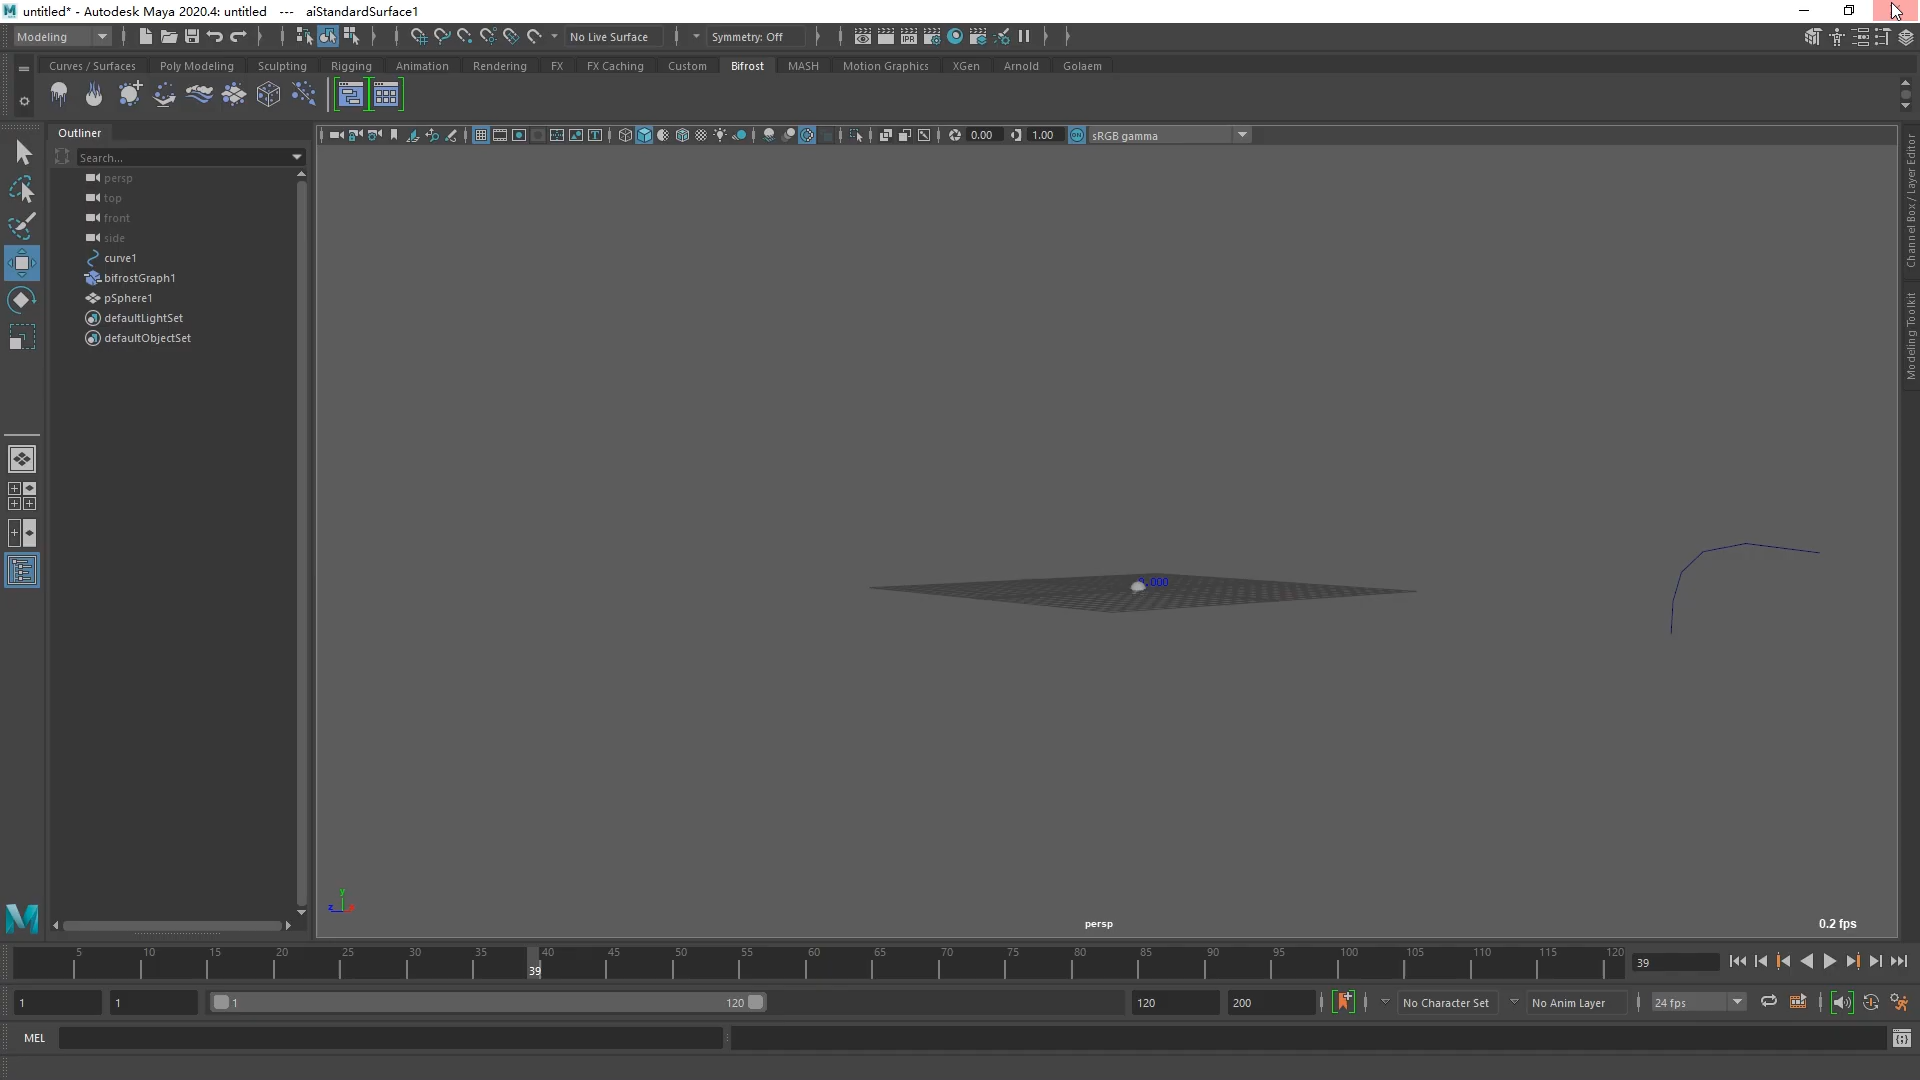 untitled* - Autodesk Maya 2020.4: untitled --- aiStandardSurface1
Modeling
No Live Surface
Symmetry: Off
Curves / Surfaces
Poly Modeling
Sculpting
Rigging
Animation
Rendering
FX
FX Caching
Custom
Bifrost
MASH
Motion Graphics
XGen
Arnold
Golaem
Outliner
Search...
persp
top
front
side
curve1
bifrostGraph1
pSphere1
defaultLightSet
defaultObjectSet
0.00
1.00
ON
sRGB gamma
Channel Box / Layer Editor
Modeling Toolkit
y
z
persp
0.2 fps
5 10 15 20 25 30 35 40 45 50 55 60 65 70 75 80 85 90 95 100 105 110 115 120
39
39
1
1
1
120
120
200
No Character Set
No Anim Layer
24 fps
MEL